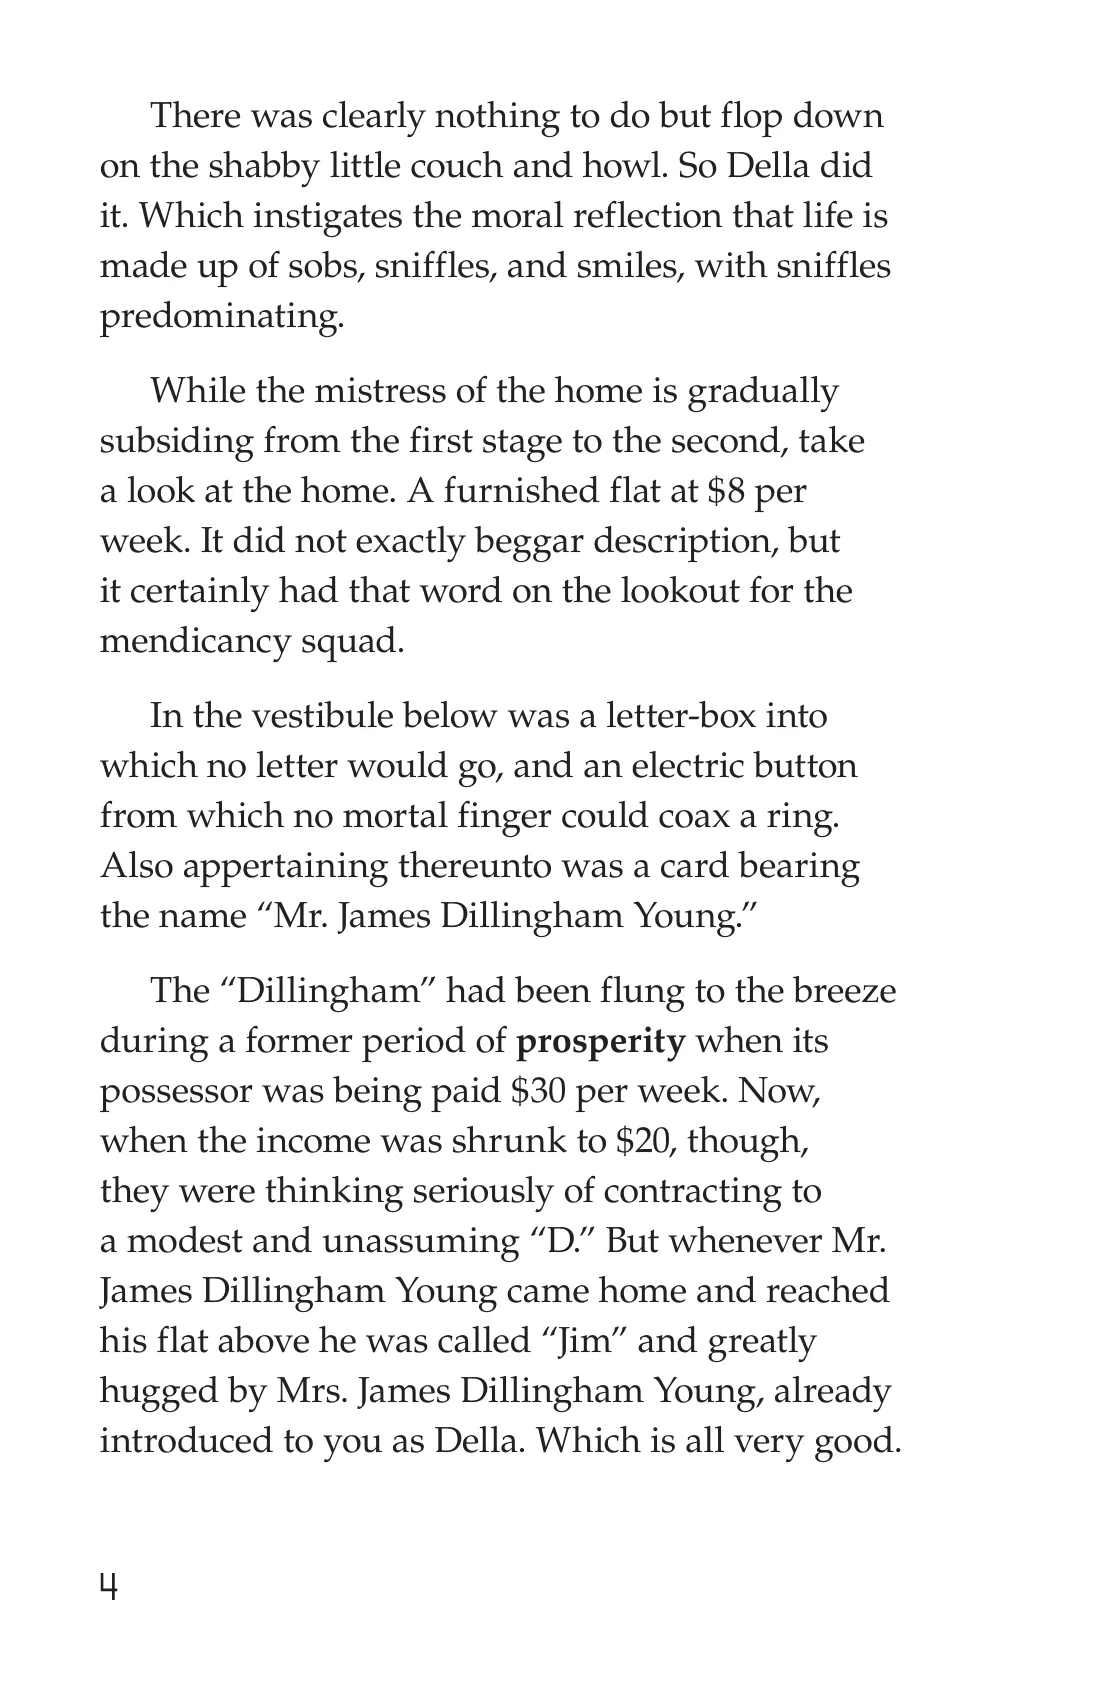 There was clearly nothing to do but flop down
on the shabby little couch and howl. So Della did
it. Which instigates the moral reflection that life is
made up of sobs, sniffles, and smiles, with sniffles
predominating.
While the mistress of the home is gradually
subsiding from the first stage to the second, take
a look at the home. A furnished flat at $8 per
week. It did not exactly beggar description, but
it certainly had that word on the lookout for the
mendicancy squad.
In the vestibule below was a letter-box into
which no letter would go, and an electric button
from which no mortal finger could coax a ring.
Also appertaining thereunto was a card bearing
the name “Mr. James Dillingham Young.”
The “Dillingham” had been flung to the breeze
during a former period of prosperity when its
possessor was being paid $30 per week. Now,
when the income was shrunk to $20, though,
they were thinking seriously of contracting to
a modest and unassuming “D.” But whenever Mr.
James Dillingham Young came home and reached
his flat above he was called “Jim” and greatly
hugged by Mrs. James Dillingham Young, already
introduced to you as Della. Which is all very good.
4